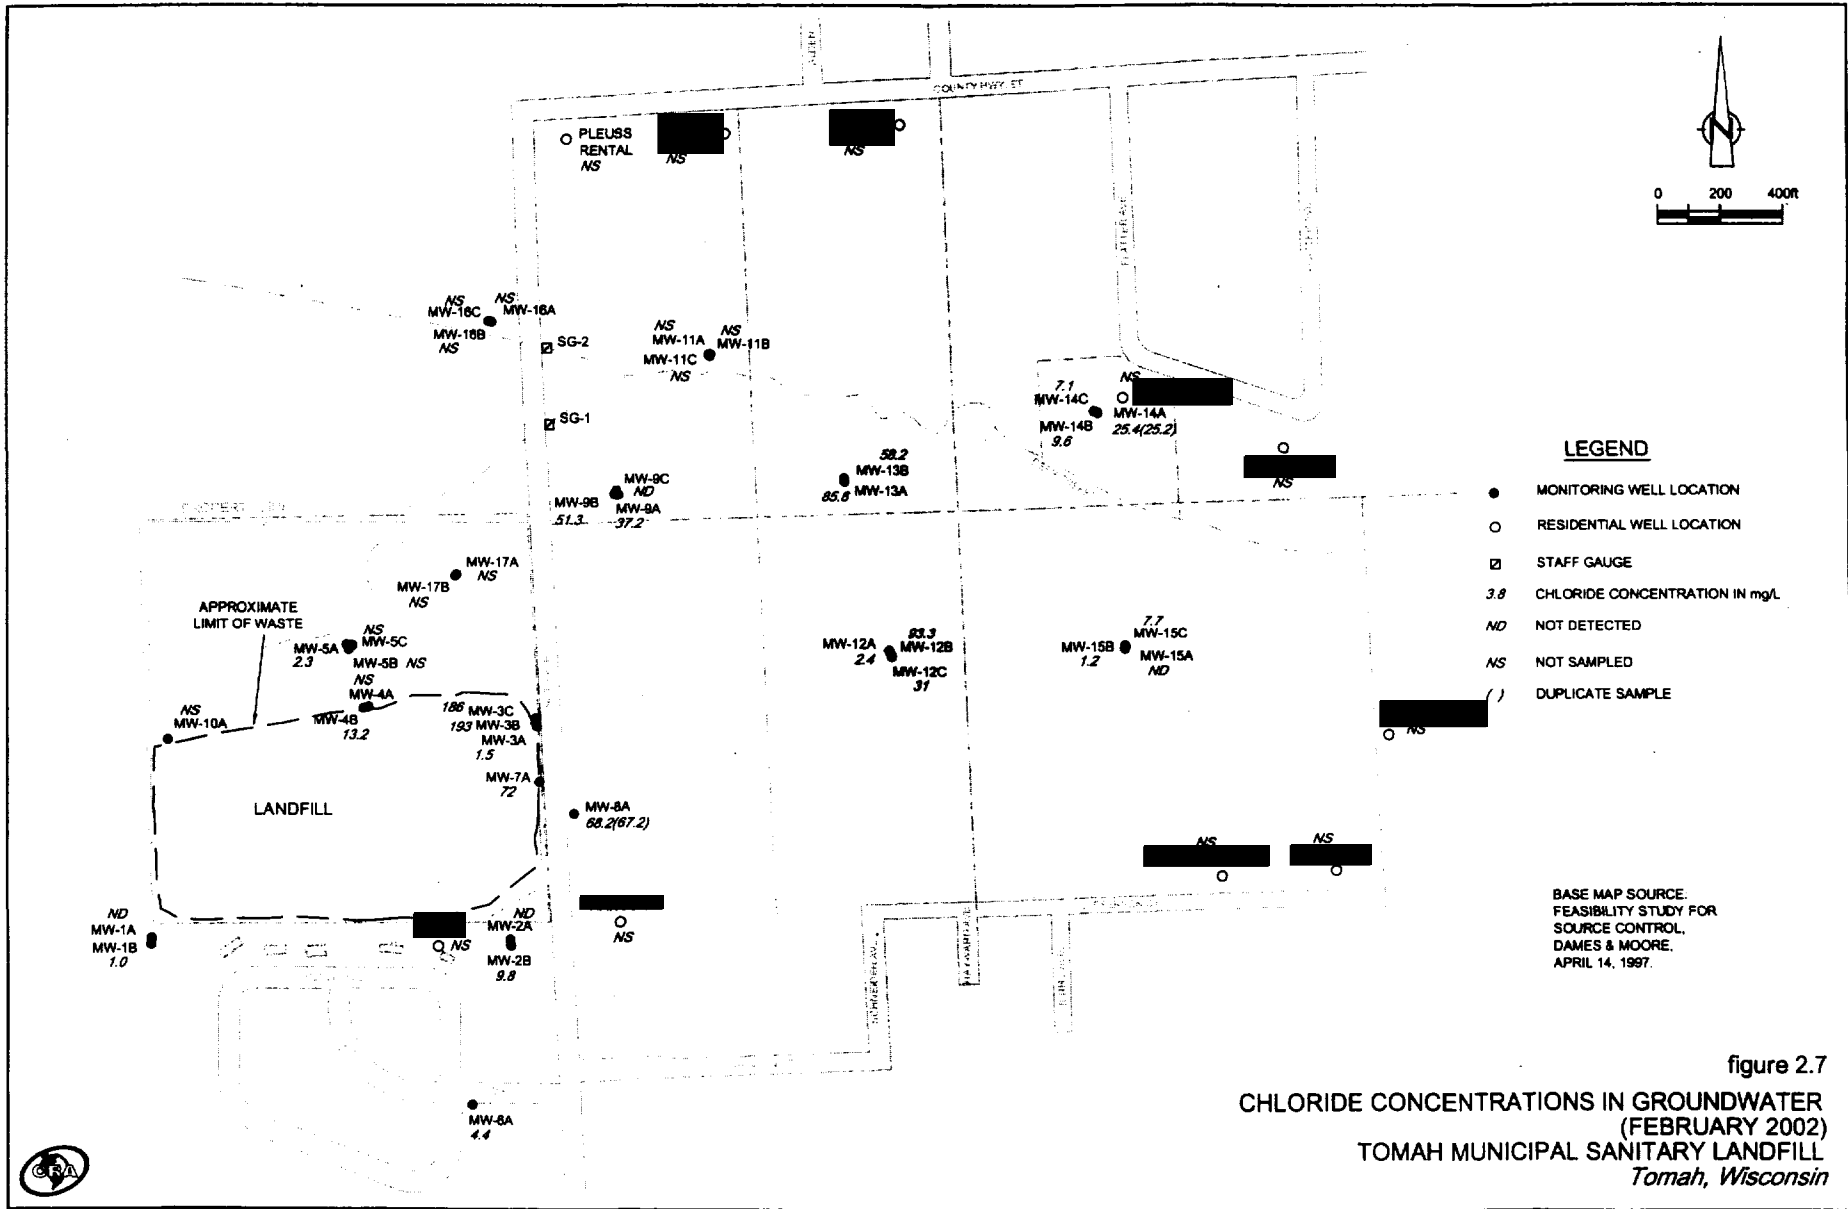 COUNTY HWY. ET
PLEUSS
RENTAL
NS
NS
NS
0 200 400ft
NS NS
MW-16C MW-16A
MW-16B
NS
SG-2
NS NS
MW-11A MW-11B
MW-11C
NS
SG-1
NS
7.1
MW-14C
MW-14A
25.4(25.2)
MW-14B
9.6
NS
58.2
MW-13B
85.8 MW-13A
MW-9C
ND
MW-9B MW-9A
51.3 37.2
MW-17A
NS
MW-17B
NS
APPROXIMATE
LIMIT OF WASTE
NS
MW-5A MW-5C
2.3 MW-5B NS
NS
MW-4A
MW-4B
13.2
NS
MW-10A
186 MW-3C
193 MW-3B
MW-3A
1.5
MW-7A
72
LANDFILL
MW-8A
68.2(67.2)
93.3
MW-12A MW-12B
2.4 MW-12C
31
7.7
MW-15C
MW-15B MW-15A
1.2 ND
NS
NS NS
NS
ND
MW-1A
MW-1B
1.0
NS
ND
MW-2A
MW-2B
9.8
SCHNEIDER AVE.
MW-6A
4.4
LEGEND
MONITORING WELL LOCATION
RESIDENTIAL WELL LOCATION
STAFF GAUGE
3.8 CHLORIDE CONCENTRATION IN mg/L
ND NOT DETECTED
NS NOT SAMPLED
( ) DUPLICATE SAMPLE
BASE MAP SOURCE:
FEASIBILITY STUDY FOR
SOURCE CONTROL,
DAMES & MOORE,
APRIL 14, 1997.
figure 2.7
CHLORIDE CONCENTRATIONS IN GROUNDWATER
(FEBRUARY 2002)
TOMAH MUNICIPAL SANITARY LANDFILL
Tomah, Wisconsin
CRA